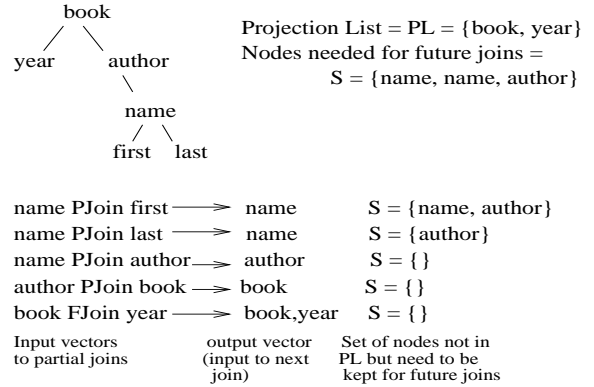 book
Projection List = PL = {book, year}
year author
Nodes needed for future joins =
S = {name, name, author}
name
first last
name PJoin first name S = {name, author}
name PJoin last name S = {author}
name PJoin author author S = {}
author PJoin book book S = {}
book FJoin year book,year S = {}
Input vectors output vector Set of nodes not in
to partial joins (input to next PL but need to be
join) kept for future joins